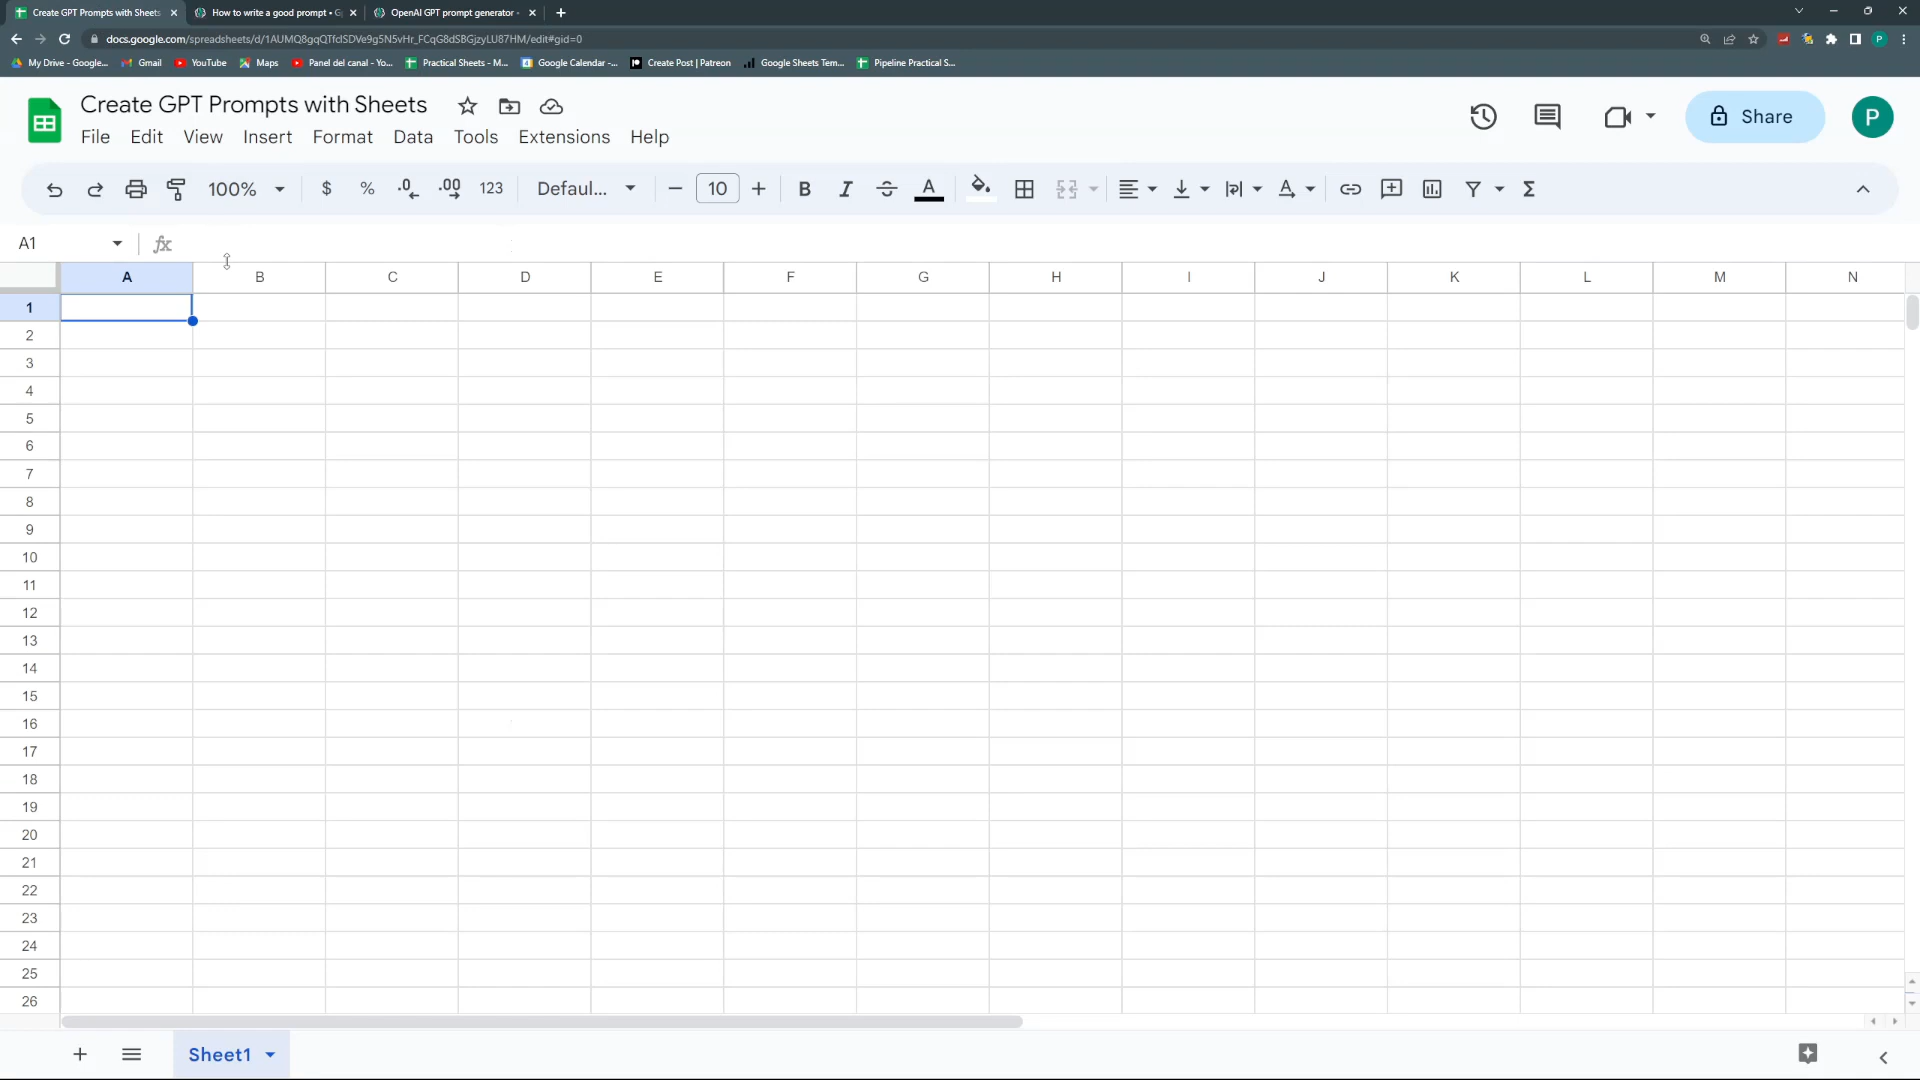 Create GPT Prompts with Sheets
How to write a good prompt • G
OpenAI GPT prompt generator -
docs.google.com/spreadsheets/d/
My Drive - Google...
Gmail
YouTube
Maps
Panel del canal - Yo...
Practical Sheets - M...
Google Calendar -...
Create Post | Patreon
Google Sheets Tem...
Pipeline Practical S...
P
Create GPT Prompts with Sheets
File Edit View Insert Format Data Tools Extensions Help
Share
P
100% $ % .0 .00 123 Defaul... 10 B I S A A Σ
A1 fx
A B C D E F G H I J K L M N
1
2
3
4
5
6
7
8
9
10
11
12
13
14
15
16
17
18
19
20
21
22
23
24
25
26
Sheet1